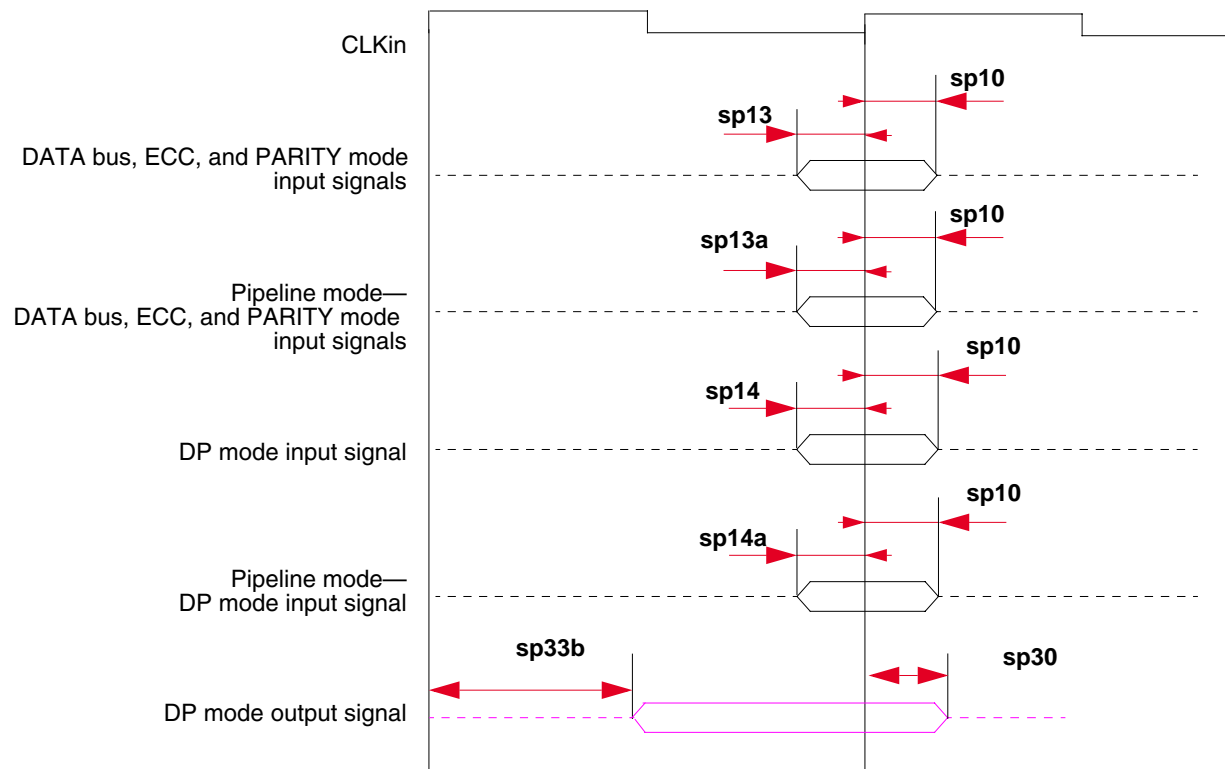 CLKin
sp10
sp13
DATA bus, ECC, and PARITY mode
input signals
sp10
sp13a
Pipeline mode—
DATA bus, ECC, and PARITY mode
input signals
sp10
sp14
DP mode input signal
sp10
sp14a
Pipeline mode—
DP mode input signal
sp33b
sp30
DP mode output signal